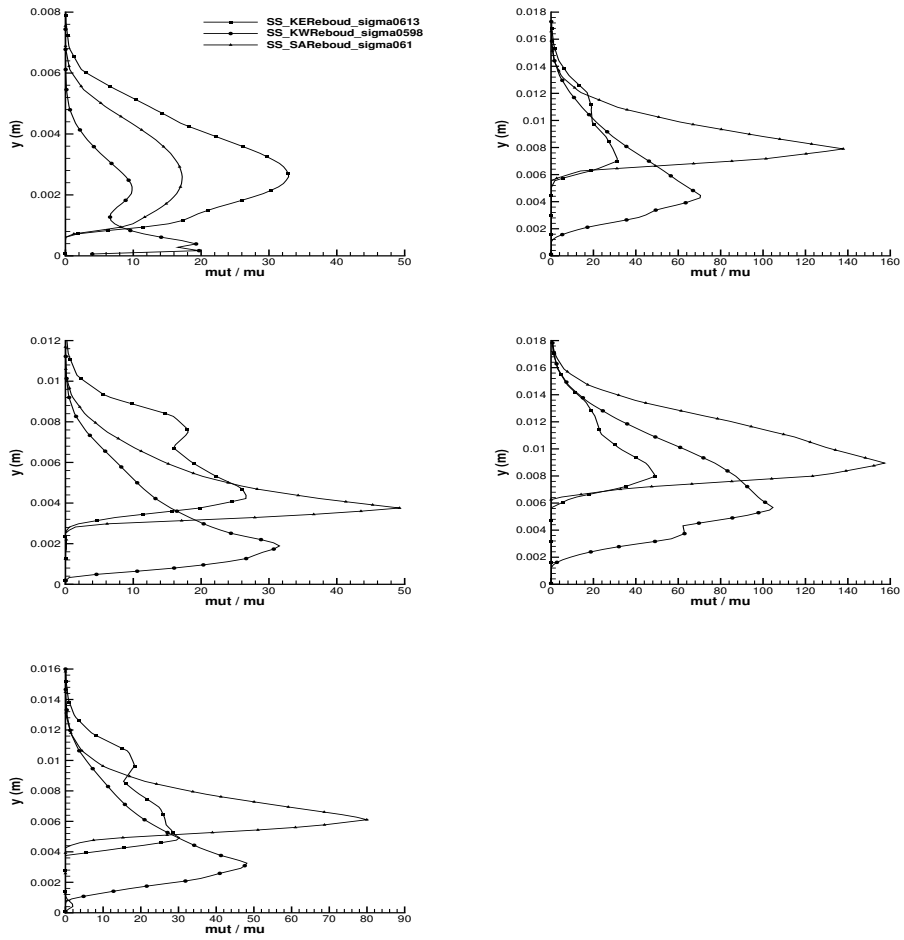 SS_KEReboud_sigma0613
SS_KWReboud_sigma0598
SS_SAReboud_sigma061
y (m)
0.008
0.006
0.004
0.002
0
0 10 20 30 40 50
mut / mu
y (m)
0.018
0.016
0.014
0.012
0.01
0.008
0.006
0.004
0.002
0
0 20 40 60 80 100 120 140 160
mut / mu
y (m)
0.012
0.01
0.008
0.006
0.004
0.002
0
0 10 20 30 40 50
mut / mu
y (m)
0.018
0.016
0.014
0.012
0.01
0.008
0.006
0.004
0.002
0
0 20 40 60 80 100 120 140 160
mut / mu
y (m)
0.016
0.014
0.012
0.01
0.008
0.006
0.004
0.002
0
0 10 20 30 40 50 60 70 80 90
mut / mu